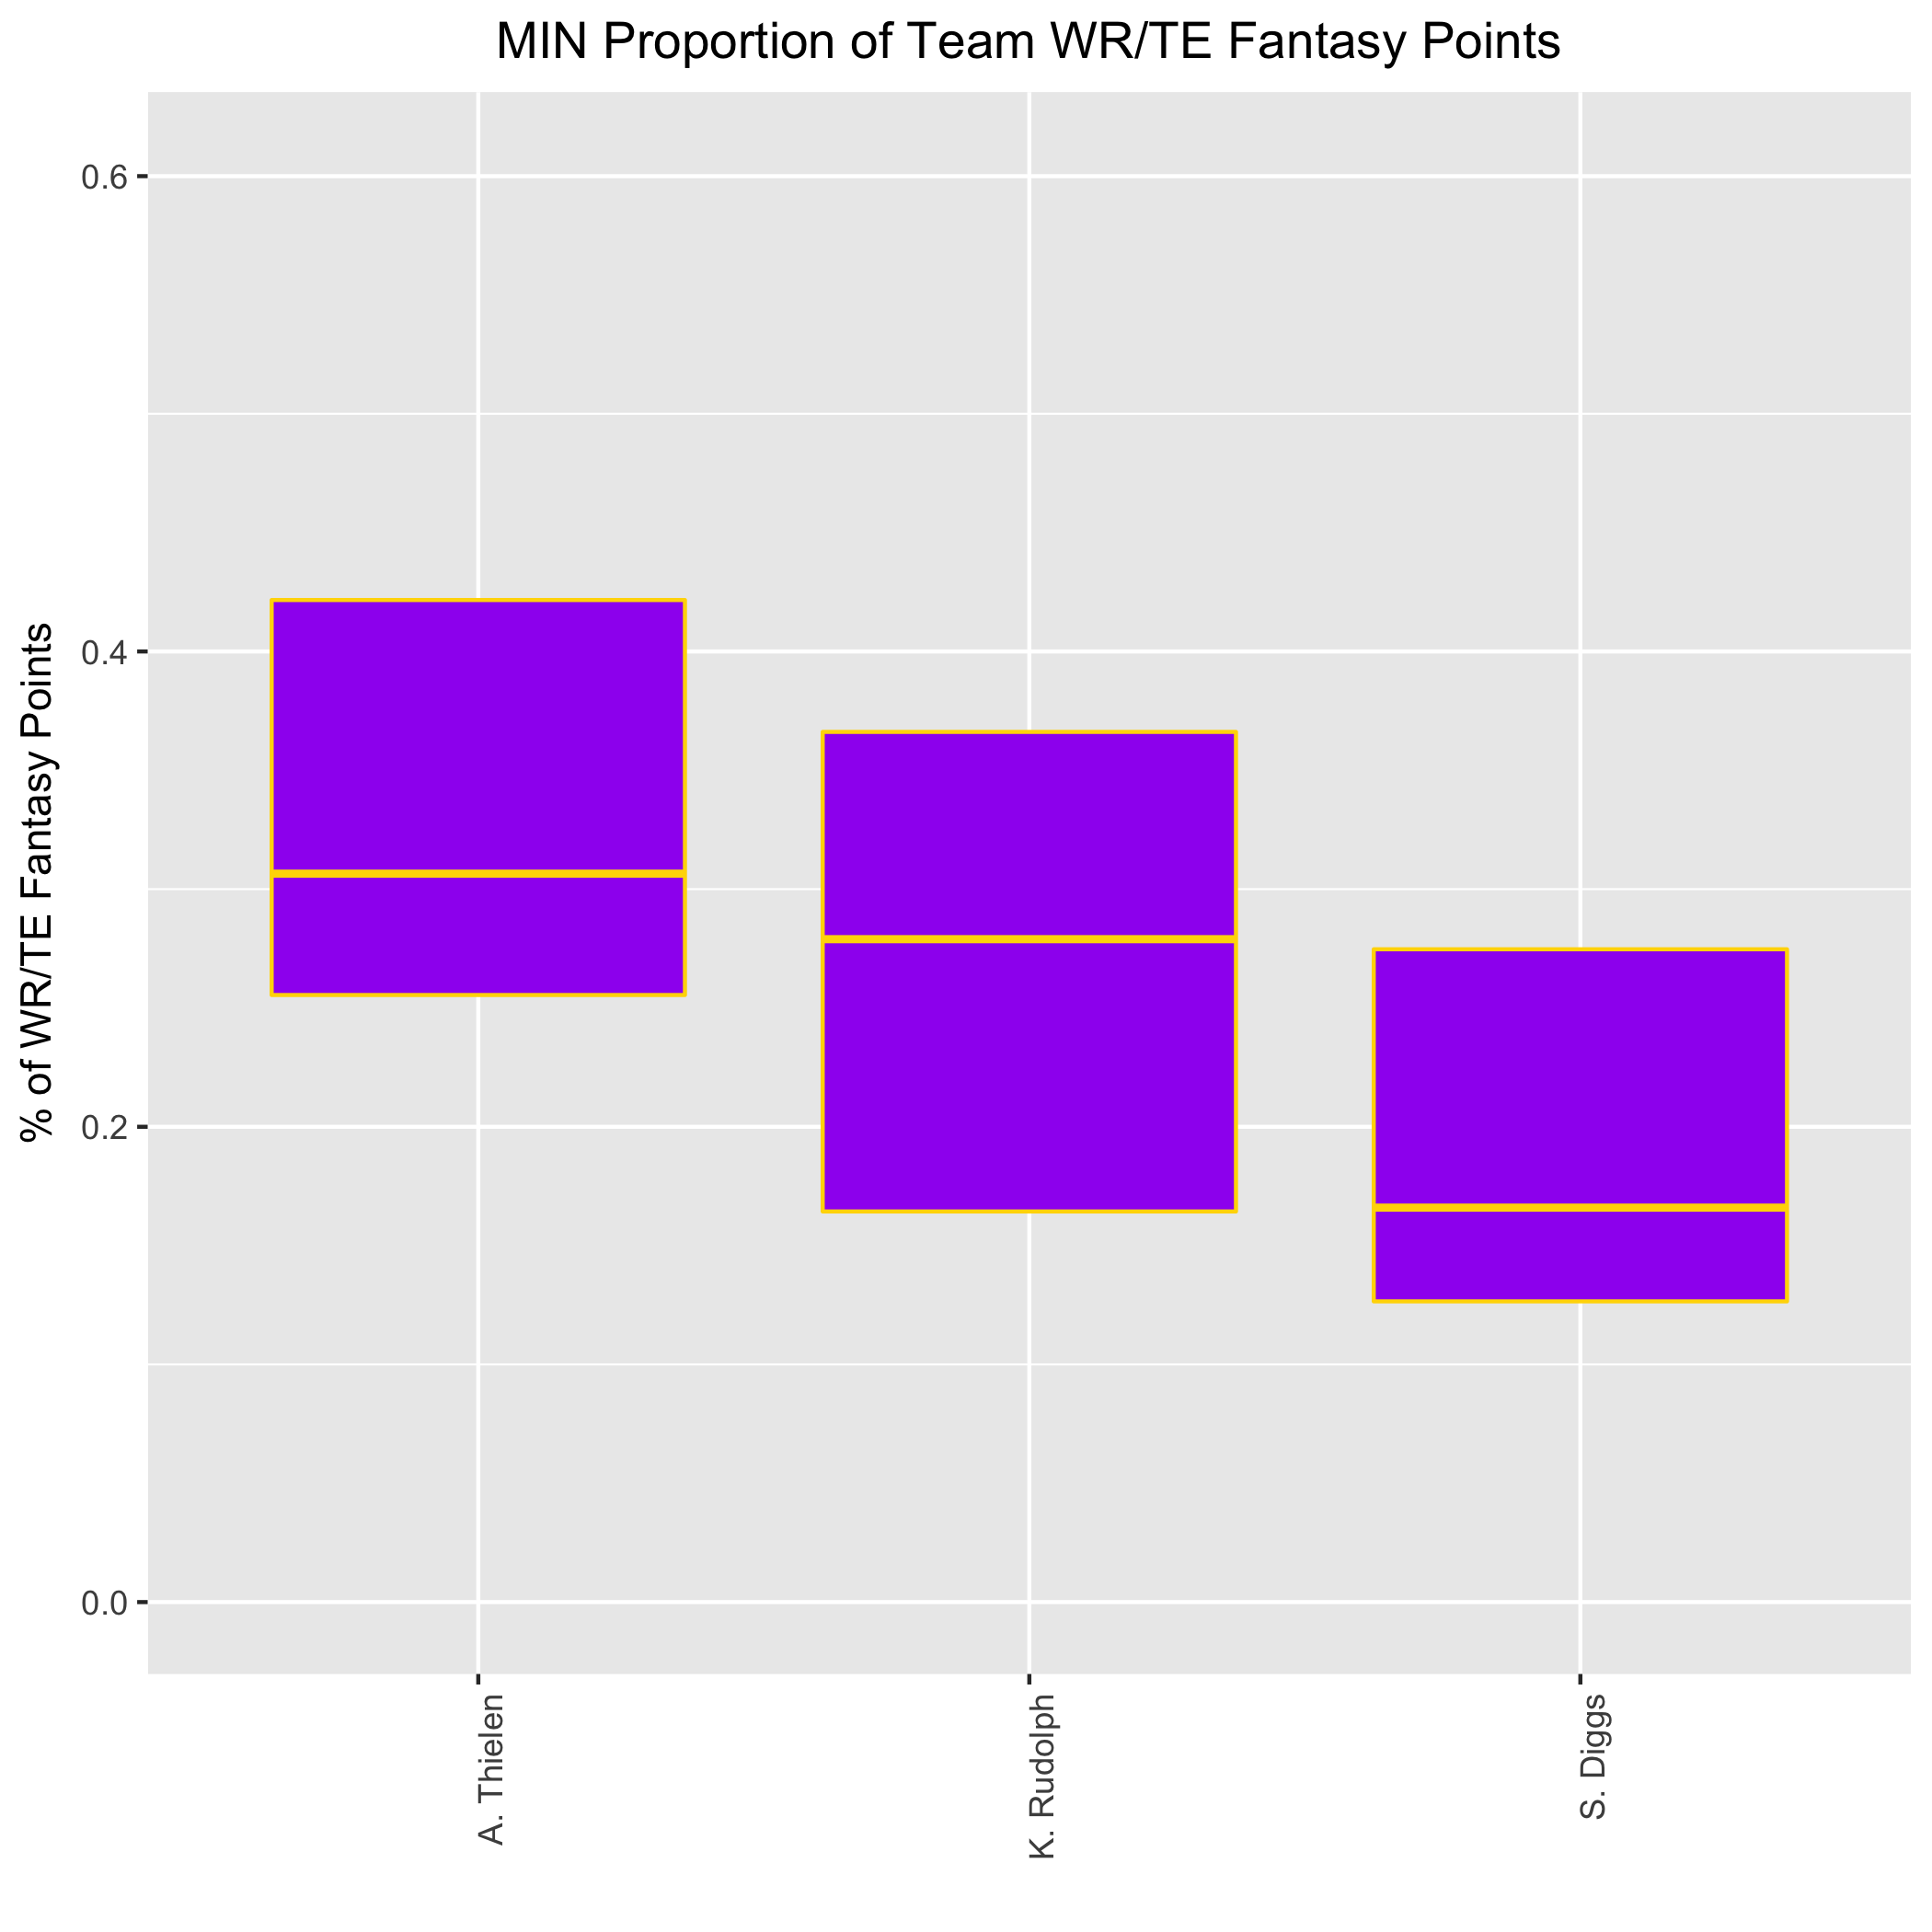 MIN Proportion of Team WR/TE Fantasy Points
% of WR/TE Fantasy Points
0.6
0.4
0.2
0.0
A. Thielen
K. Rudolph
S. Diggs